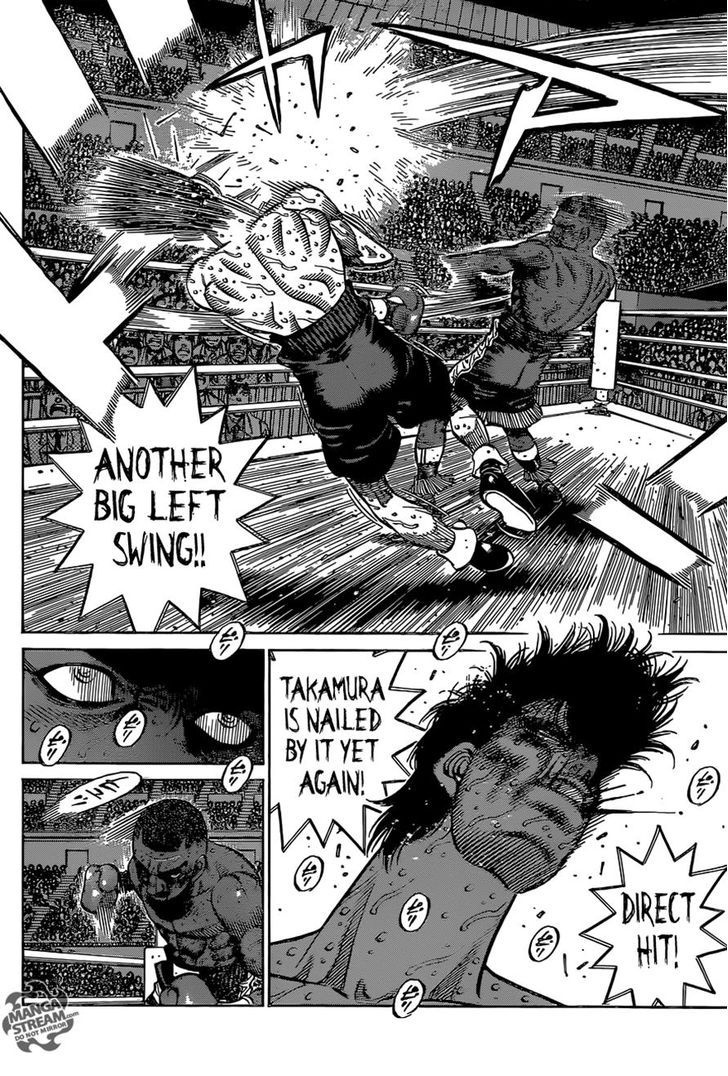 ANOTHER
BIG LEFT
SWING!!
TAKAMURA
IS NAILED
BY IT YET
AGAIN!
DIRECT
HIT!
MANGA
STREAM.com
DO NOT MIRROR